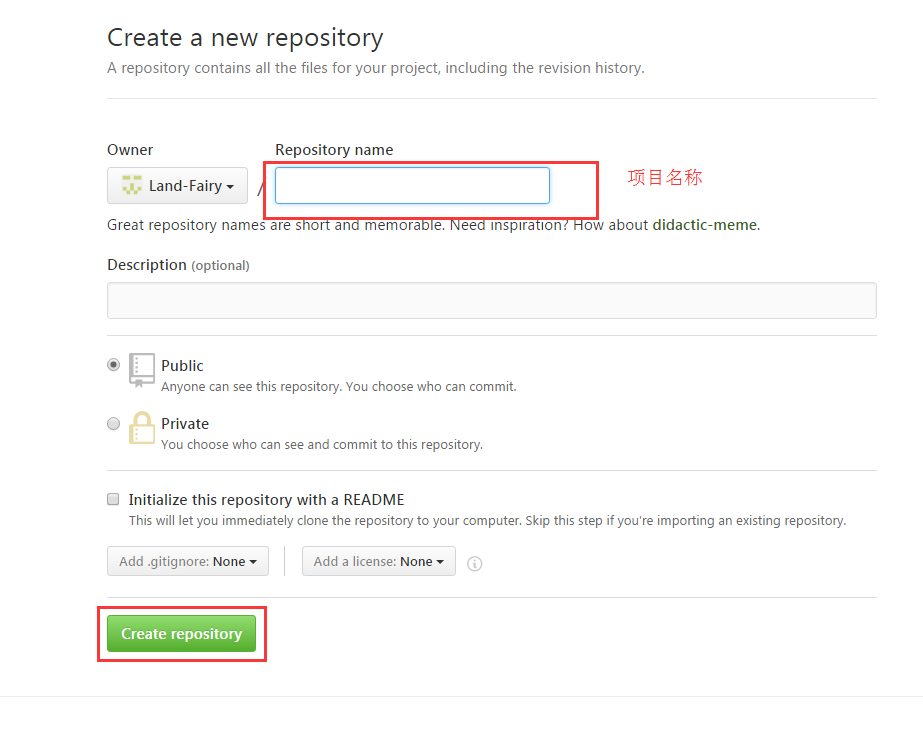 Create a new repository
A repository contains all the files for your project, including the revision history.
Owner
Repository name
Land-Fairy
/
项目名称
Great repository names are short and memorable. Need inspiration? How about didactic-meme.
Description (optional)
Public
Anyone can see this repository. You choose who can commit.
Private
You choose who can see and commit to this repository.
Initialize this repository with a README
This will let you immediately clone the repository to your computer. Skip this step if you're importing an existing repository.
Add .gitignore: None
Add a license: None
Create repository